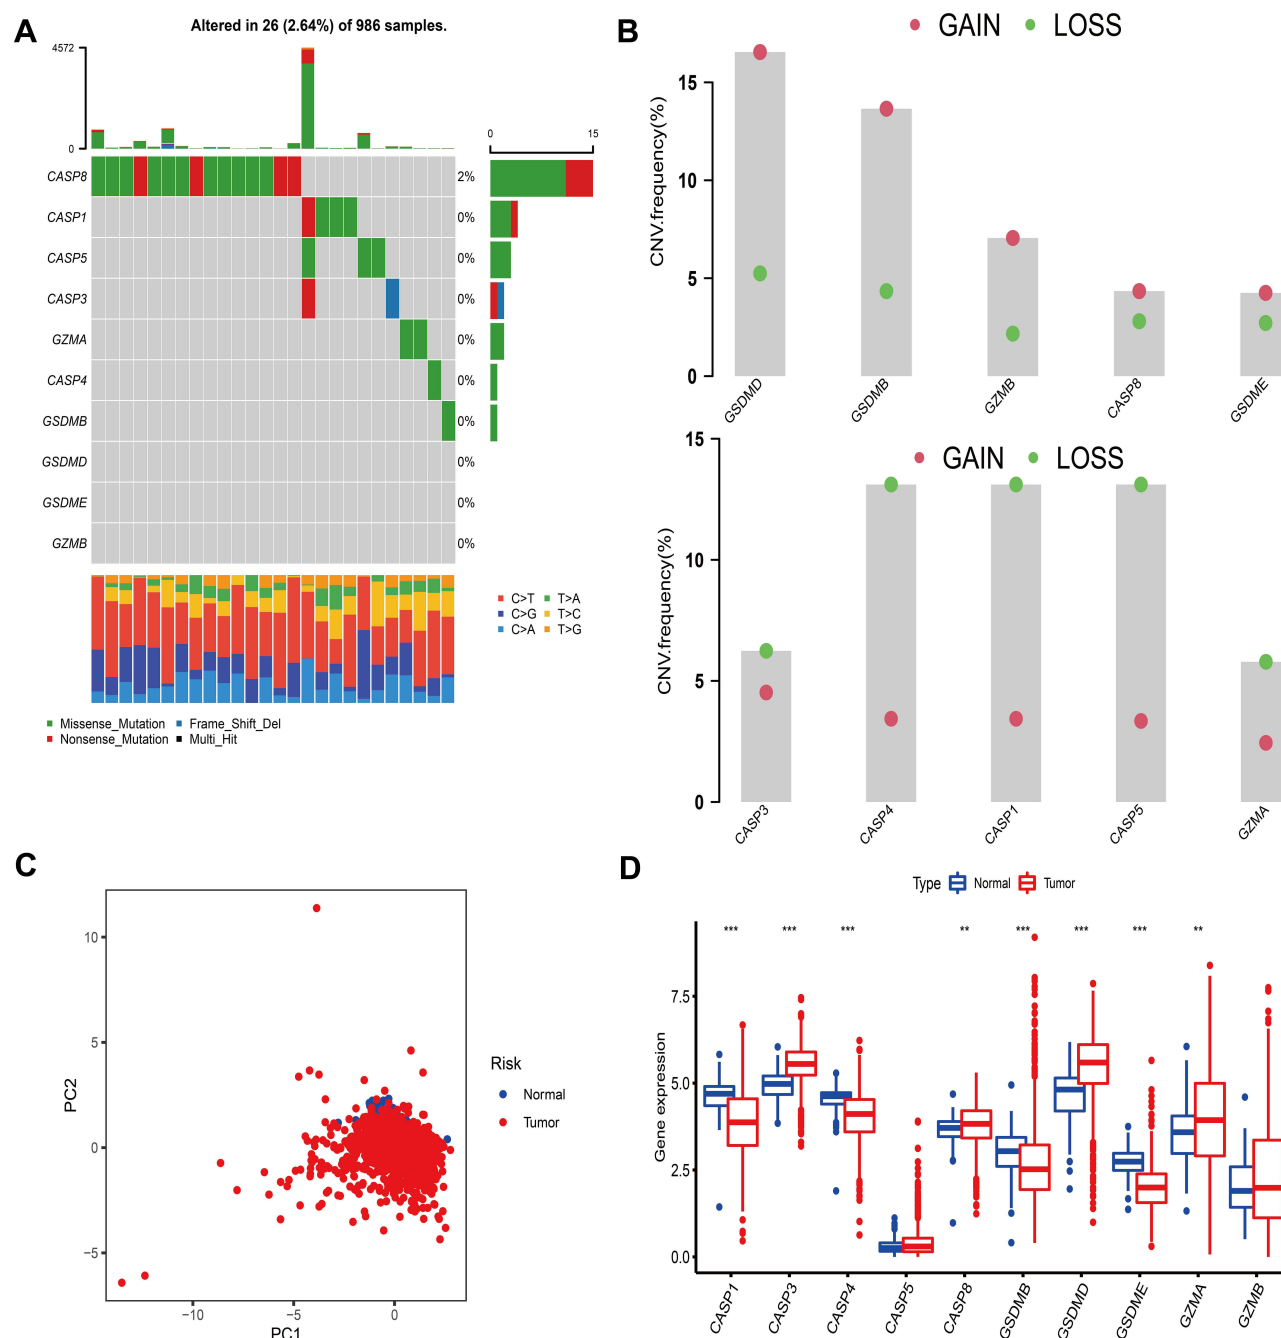 A
Altered in 26 (2.64%) of 986 samples.
4572
0
0 15
CASP8 2%
CASP1 0%
CASP5 0%
CASP3 0%
GZMA 0%
CASP4 0%
GSDMB 0%
GSDMD 0%
GSDME 0%
GZMB 0%
C>T T>A
C>G T>C
C>A T>G
Missense_Mutation Frame_Shift_Del
Nonsense_Mutation Multi_Hit
B
GAIN LOSS
CNV.frequency(%)
15
10
5
0
GSDMD GSDMB GZMB CASP8 GSDME
GAIN LOSS
CNV.frequency(%)
15
10
5
0
CASP3 CASP4 CASP1 CASP5 GZMA
C
PC2
10
5
0
−5
−10 −5 0
PC1
Risk
Normal
Tumor
D
Type Normal Tumor
*** *** *** ** *** *** *** **
Gene expression
7.5
5.0
2.5
0.0
CASP1 CASP3 CASP4 CASP5 CASP8 GSDMB GSDMD GSDME GZMA GZMB